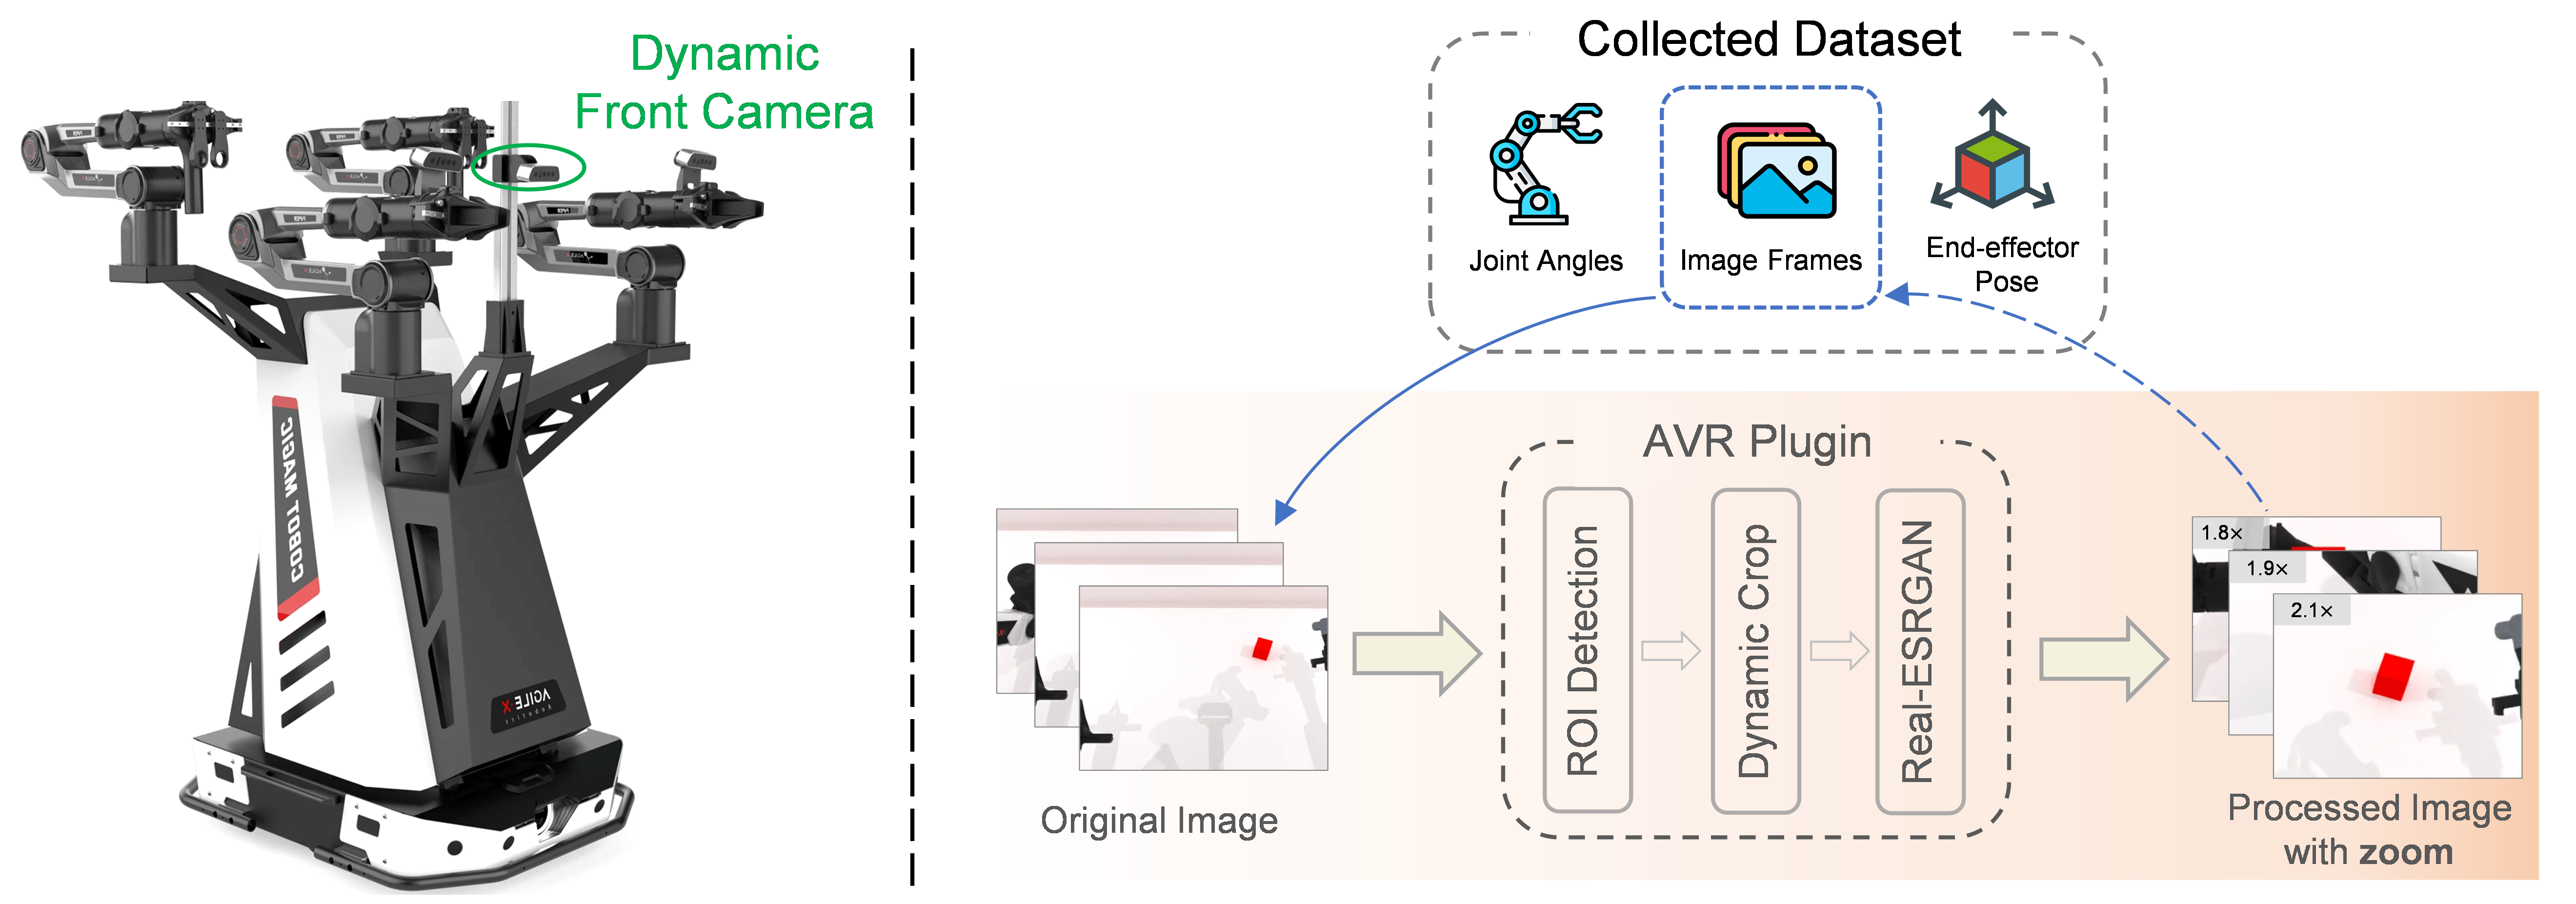 Dynamic
Front Camera
COBOT MAGIC
AGILE·X
Robotics
Collected Dataset
Joint Angles
Image Frames
End-effector
Pose
AVR Plugin
ROI Detection
Dynamic Crop
Real-ESRGAN
Original Image
1.8×
1.9×
2.1×
Processed Image
with zoom